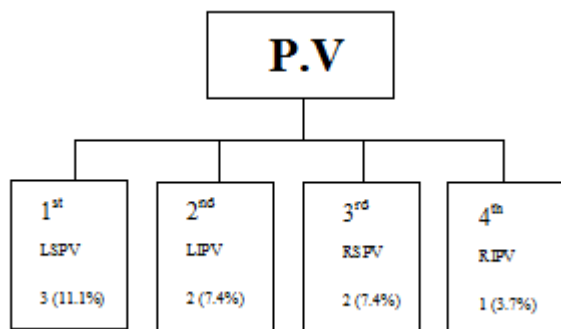 P.V
1st
LSPV
3 (11.1%)
2nd
LIPV
2 (7.4%)
3rd
RSPV
2 (7.4%)
4th
RIPV
1 (3.7%)